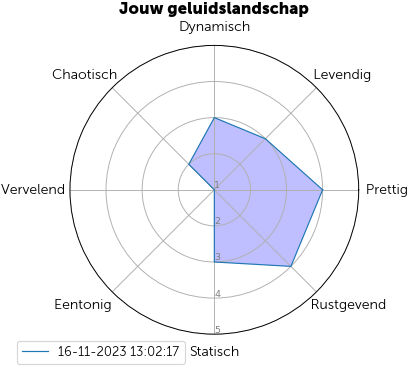 Jouw geluidslandschap
Dynamisch
Chaotisch
Levendig
Vervelend
Prettig
1
2
3
4
5
Eentonig
Rustgevend
16-11-2023 13:02:17
Statisch